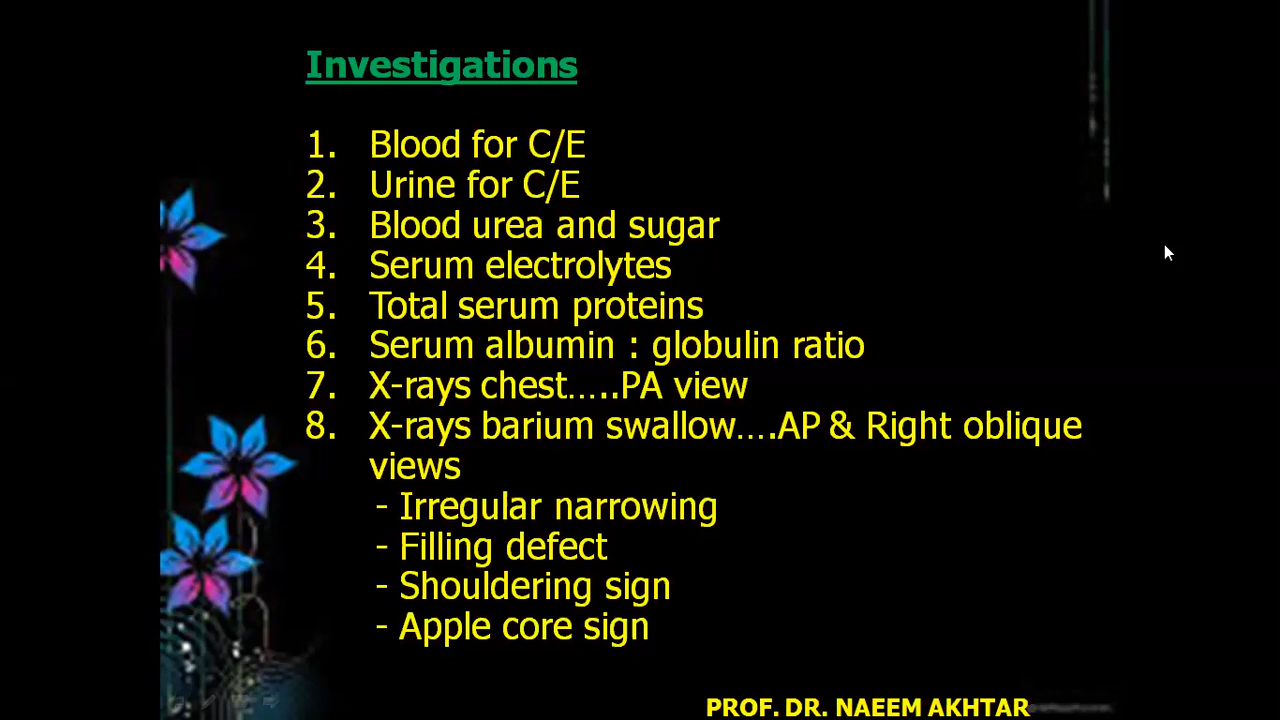 Investigations
1. Blood for C/E
2. Urine for C/E
3. Blood urea and sugar
4. Serum electrolytes
5. Total serum proteins
6. Serum albumin : globulin ratio
7. X-rays chest…..PA view
8. X-rays barium swallow….AP & Right oblique
views
- Irregular narrowing
- Filling defect
- Shouldering sign
- Apple core sign
PROF. DR. NAEEM AKHTAR